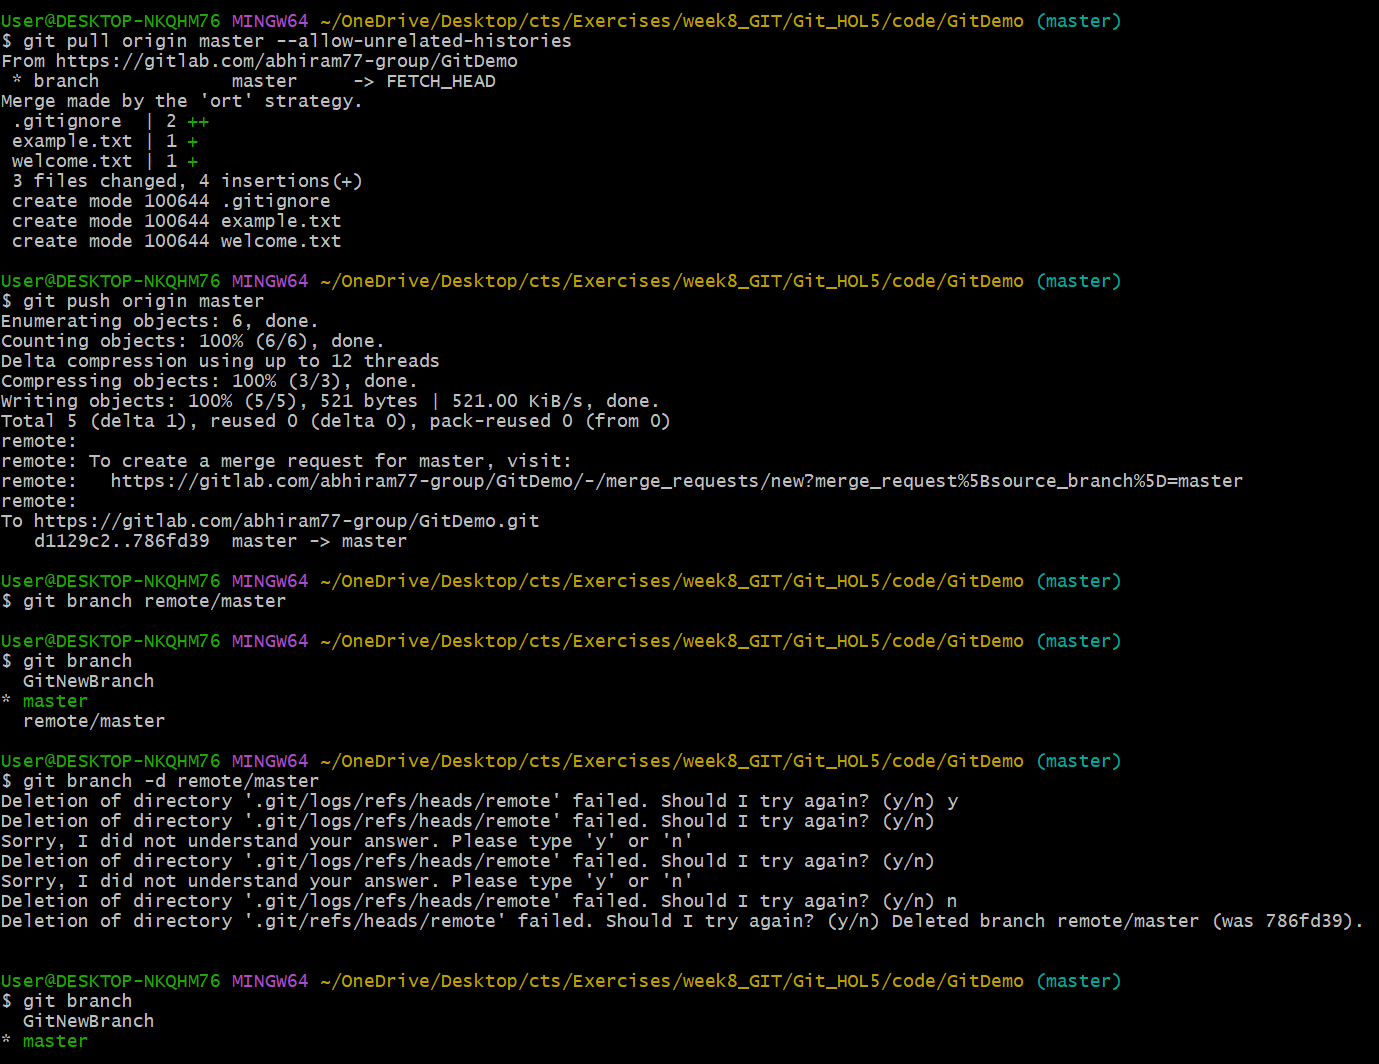 User@DESKTOP-NKQHM76 MINGW64 ~/OneDrive/Desktop/cts/Exercises/week8_GIT/Git_HOL5/code/GitDemo (master)
$ git pull origin master --allow-unrelated-histories
From https://gitlab.com/abhiram77-group/GitDemo
 * branch            master     -> FETCH_HEAD
Merge made by the 'ort' strategy.
 .gitignore  | 2 ++
 example.txt | 1 +
 welcome.txt | 1 +
 3 files changed, 4 insertions(+)
 create mode 100644 .gitignore
 create mode 100644 example.txt
 create mode 100644 welcome.txt
User@DESKTOP-NKQHM76 MINGW64 ~/OneDrive/Desktop/cts/Exercises/week8_GIT/Git_HOL5/code/GitDemo (master)
$ git push origin master
Enumerating objects: 6, done.
Counting objects: 100% (6/6), done.
Delta compression using up to 12 threads
Compressing objects: 100% (3/3), done.
Writing objects: 100% (5/5), 521 bytes | 521.00 KiB/s, done.
Total 5 (delta 1), reused 0 (delta 0), pack-reused 0 (from 0)
remote:
remote: To create a merge request for master, visit:
remote:   https://gitlab.com/abhiram77-group/GitDemo/-/merge_requests/new?merge_request%5Bsource_branch%5D=master
remote:
To https://gitlab.com/abhiram77-group/GitDemo.git
   d1129c2..786fd39  master -> master
User@DESKTOP-NKQHM76 MINGW64 ~/OneDrive/Desktop/cts/Exercises/week8_GIT/Git_HOL5/code/GitDemo (master)
$ git branch remote/master
User@DESKTOP-NKQHM76 MINGW64 ~/OneDrive/Desktop/cts/Exercises/week8_GIT/Git_HOL5/code/GitDemo (master)
$ git branch
  GitNewBranch
* master
  remote/master
User@DESKTOP-NKQHM76 MINGW64 ~/OneDrive/Desktop/cts/Exercises/week8_GIT/Git_HOL5/code/GitDemo (master)
$ git branch -d remote/master
Deletion of directory '.git/logs/refs/heads/remote' failed. Should I try again? (y/n) y
Deletion of directory '.git/logs/refs/heads/remote' failed. Should I try again? (y/n)
Sorry, I did not understand your answer. Please type 'y' or 'n'
Deletion of directory '.git/logs/refs/heads/remote' failed. Should I try again? (y/n)
Sorry, I did not understand your answer. Please type 'y' or 'n'
Deletion of directory '.git/logs/refs/heads/remote' failed. Should I try again? (y/n) n
Deletion of directory '.git/refs/heads/remote' failed. Should I try again? (y/n) Deleted branch remote/master (was 786fd39).
User@DESKTOP-NKQHM76 MINGW64 ~/OneDrive/Desktop/cts/Exercises/week8_GIT/Git_HOL5/code/GitDemo (master)
$ git branch
  GitNewBranch
* master